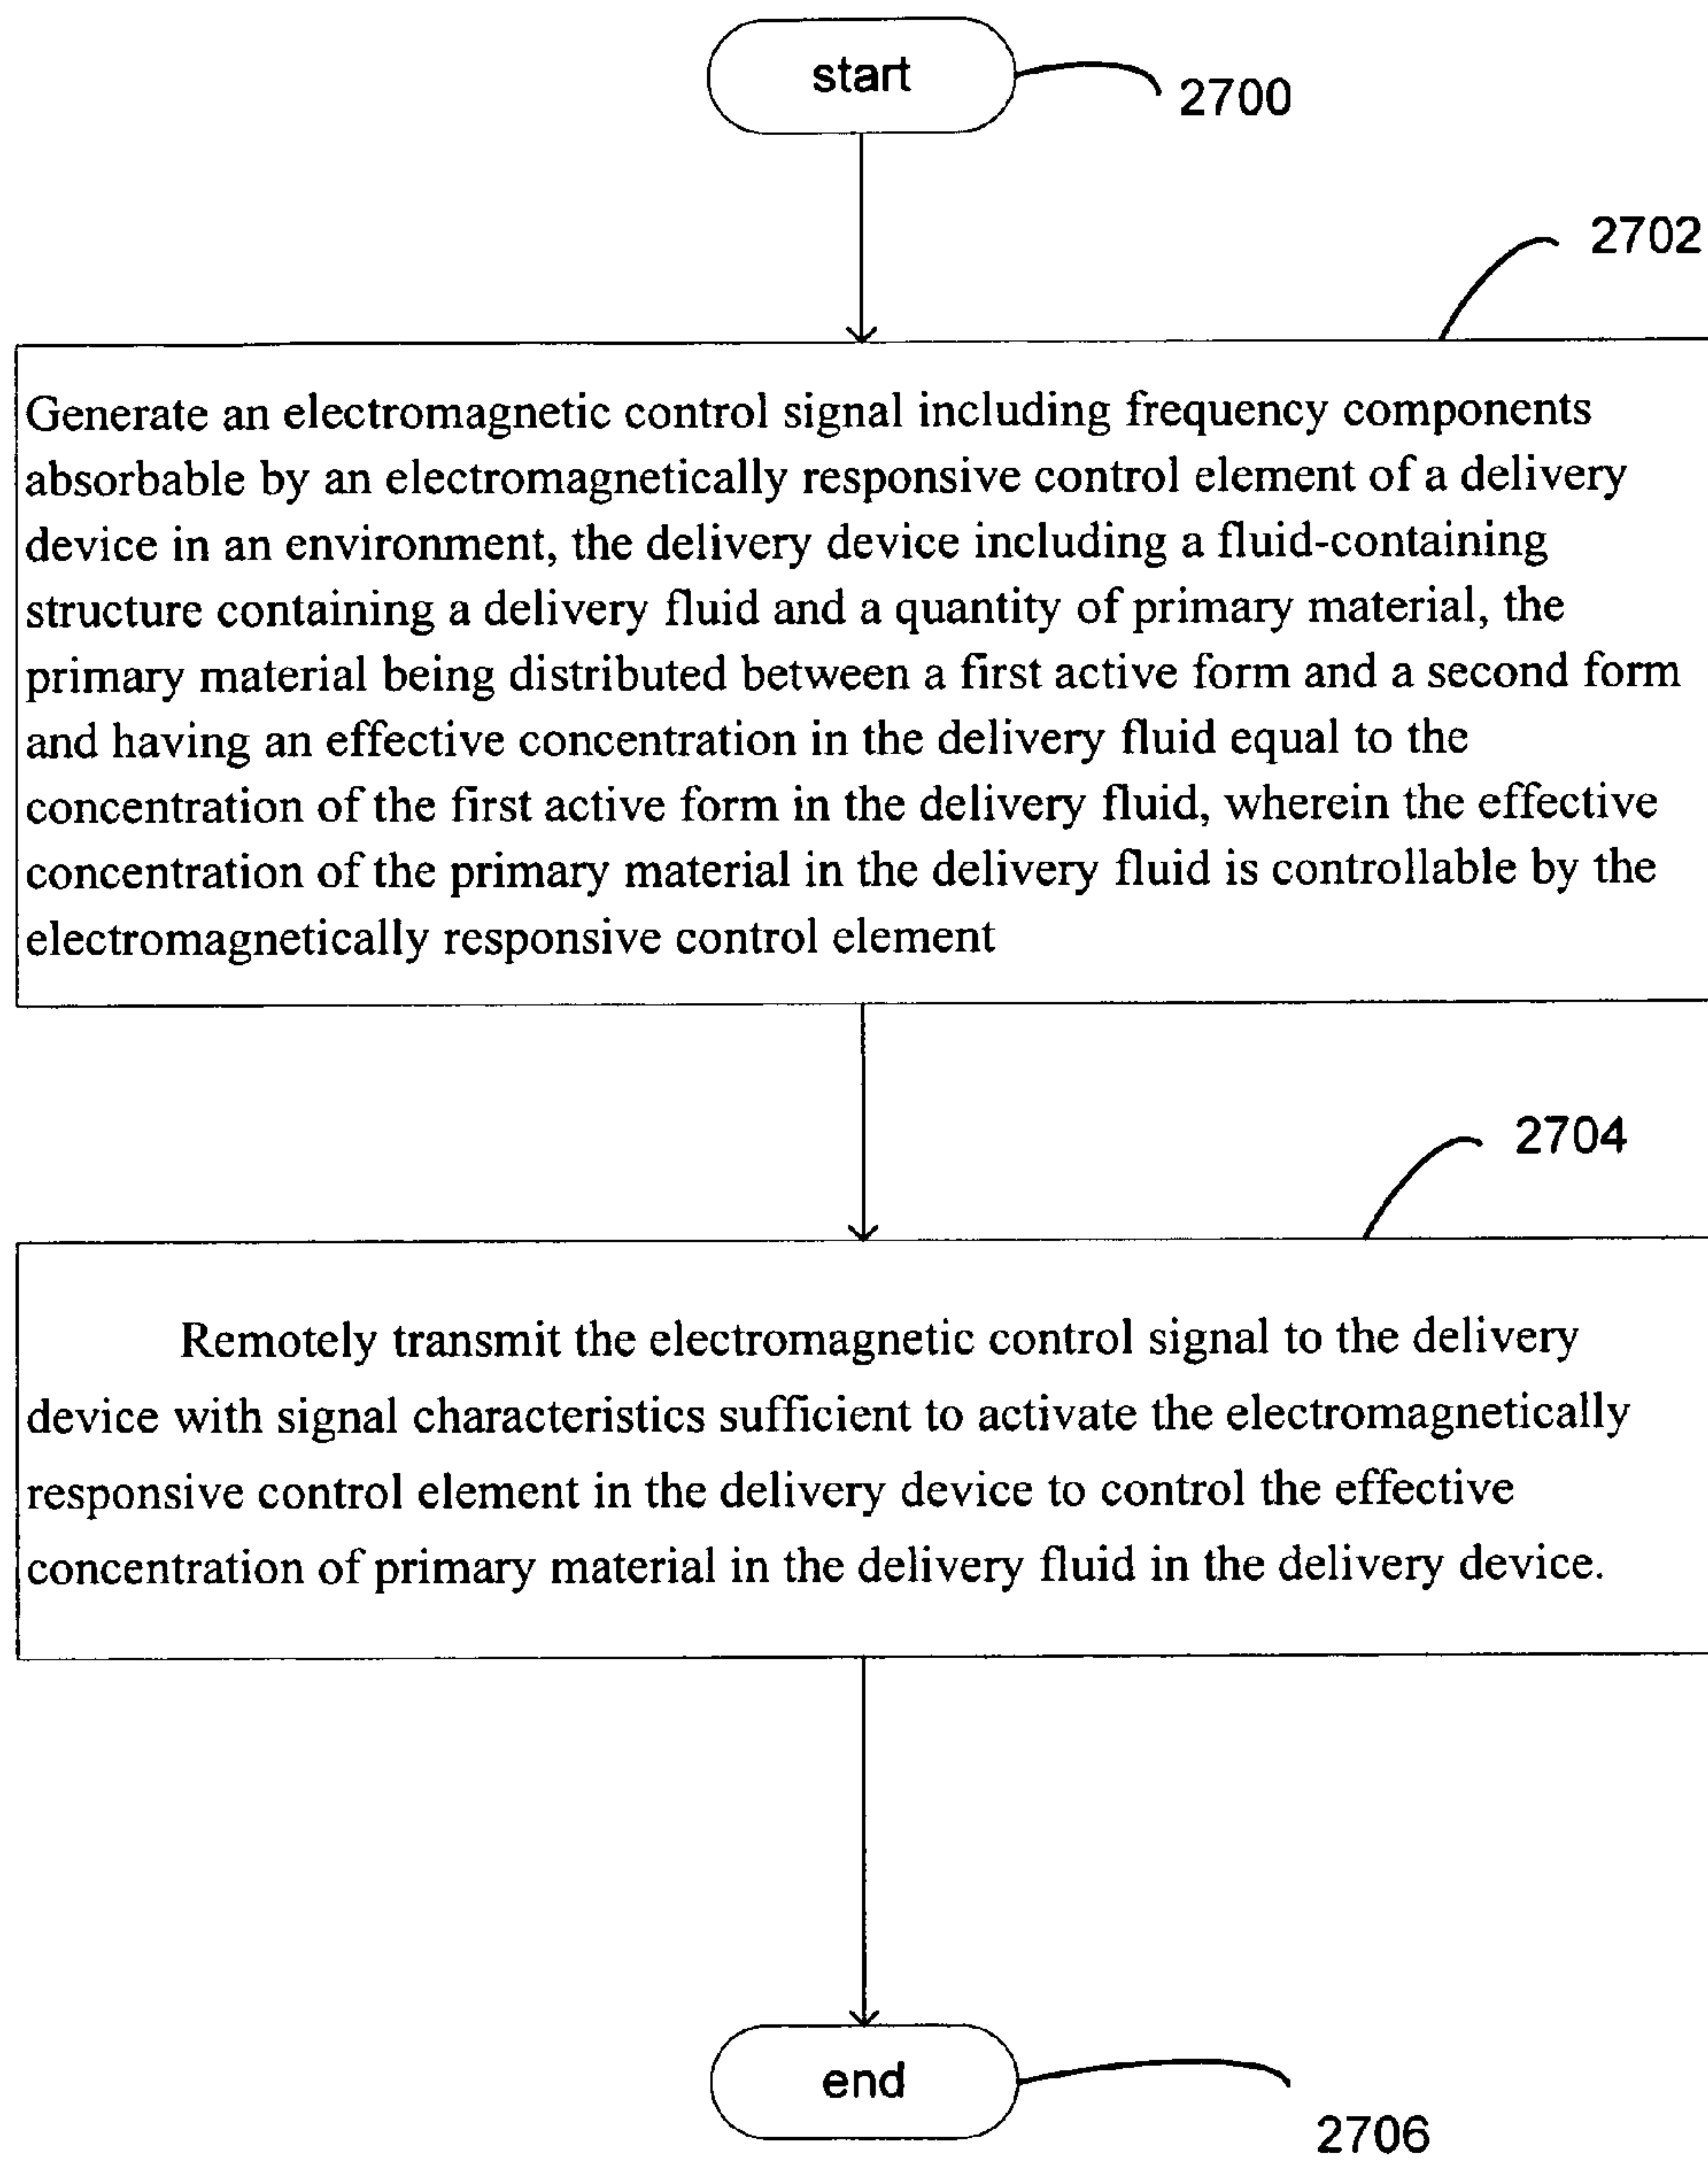 start
2700
2702
Generate an electromagnetic control signal including frequency components
absorbable by an electromagnetically responsive control element of a delivery
device in an environment, the delivery device including a fluid-containing
structure containing a delivery fluid and a quantity of primary material, the
primary material being distributed between a first active form and a second form
and having an effective concentration in the delivery fluid equal to the
concentration of the first active form in the delivery fluid, wherein the effective
concentration of the primary material in the delivery fluid is controllable by the
electromagnetically responsive control element
2704
Remotely transmit the electromagnetic control signal to the delivery
device with signal characteristics sufficient to activate the electromagnetically
responsive control element in the delivery device to control the effective
concentration of primary material in the delivery fluid in the delivery device.
end
2706